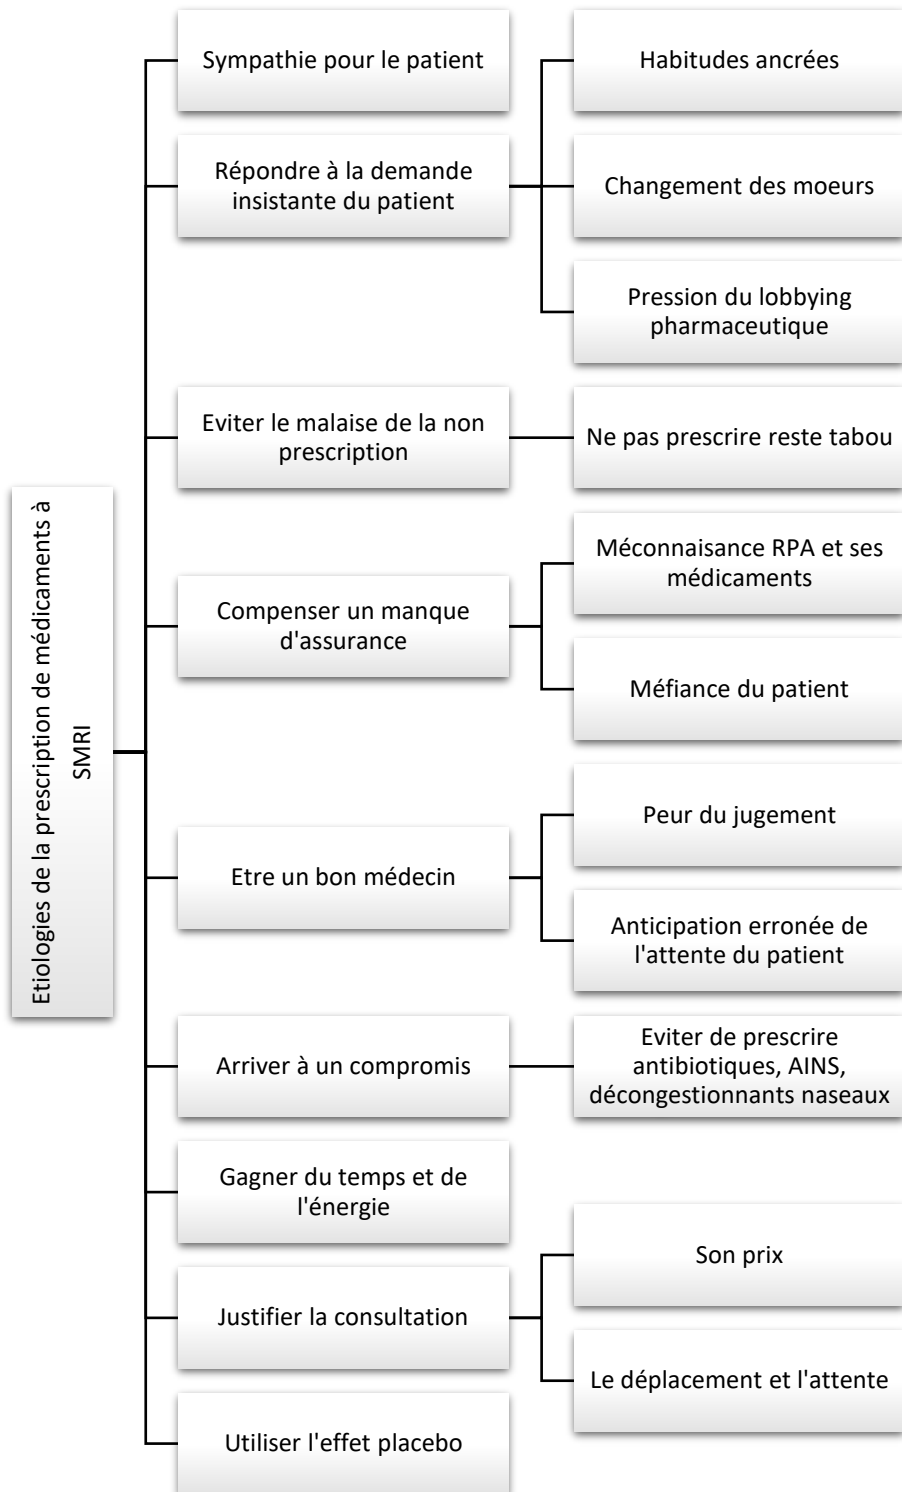 Etiologies de la prescription de médicaments à
SMRI
Sympathie pour le patient
Répondre à la demande
insistante du patient
Habitudes ancrées
Changement des moeurs
Pression du lobbying
pharmaceutique
Eviter le malaise de la non
prescription
Ne pas prescrire reste tabou
Compenser un manque
d'assurance
Méconnaisance RPA et ses
médicaments
Méfiance du patient
Etre un bon médecin
Peur du jugement
Anticipation erronée de
l'attente du patient
Arriver à un compromis
Eviter de prescrire
antibiotiques, AINS,
décongestionnants naseaux
Gagner du temps et de
l'énergie
Justifier la consultation
Son prix
Le déplacement et l'attente
Utiliser l'effet placebo